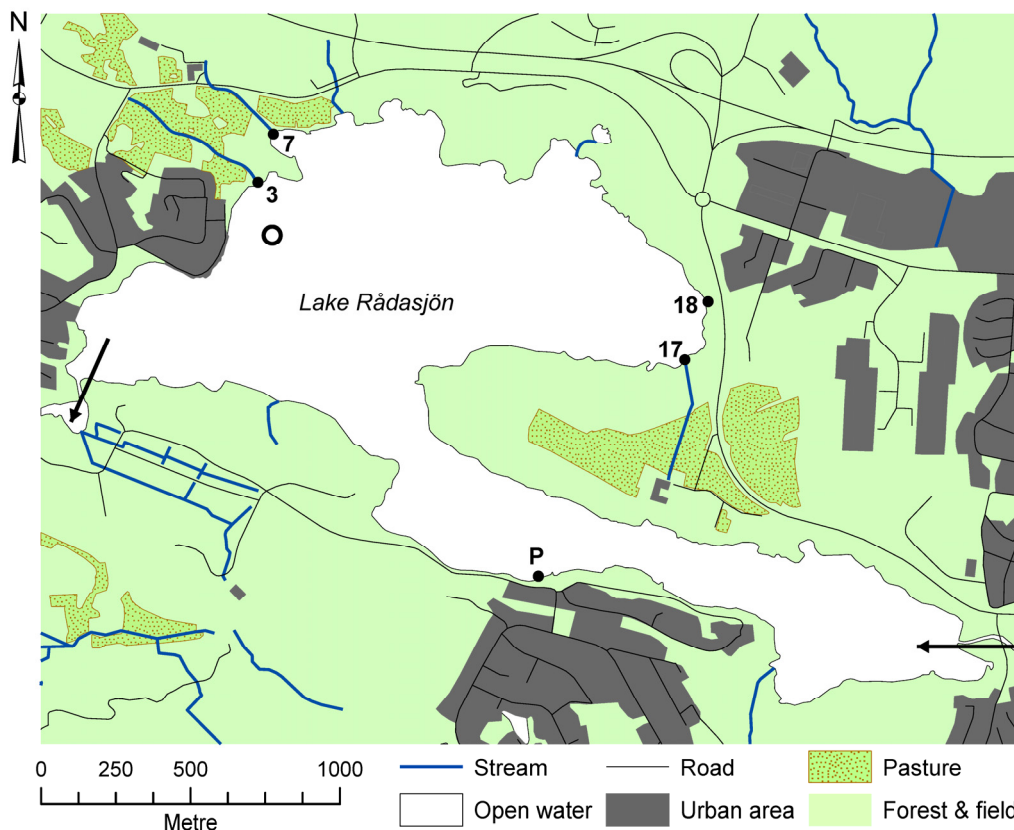 N
7
3
O
Lake Rådasjön
18
17
P
0 250 500 1000
Metre
Stream
Road
Pasture
Open water
Urban area
Forest & field